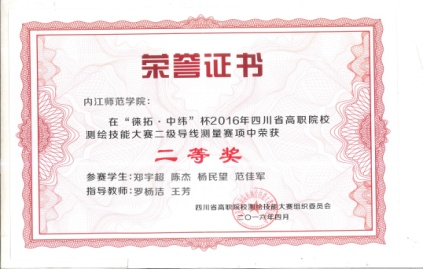 荣誉证书
内江师范学院：
在“徕拓·中纬”杯2016年四川省高职院校
测绘技能大赛二级导线测量赛项中荣获
二等奖
参赛学生：郑宇超 陈杰 杨民望 范佳军
指导教师：罗杨洁 王芳
四川省高职院校测绘技能大赛组织委员会
二〇一六年四月